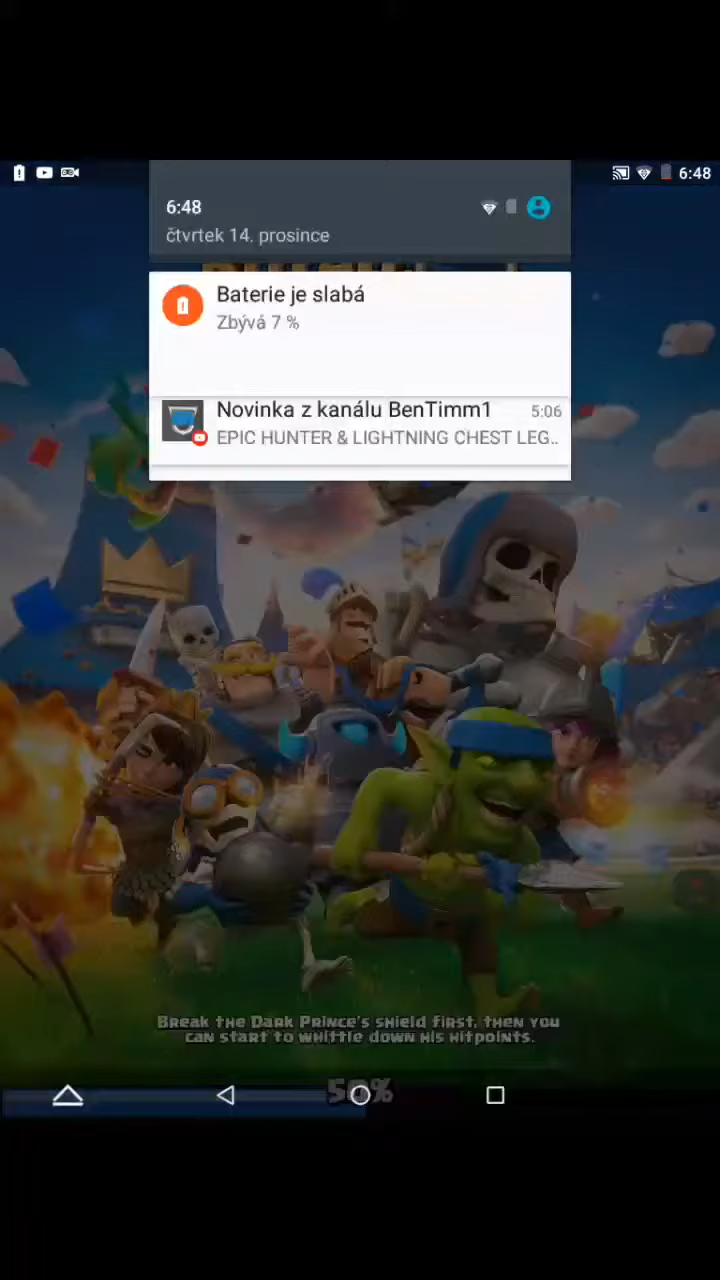 6:48
6:48
čtvrtek 14. prosince
Baterie je slabá
Zbývá 7 %
Novinka z kanálu BenTimm1 5:06
EPIC HUNTER & LIGHTNING CHEST LEG..
Break the Dark Prince's shield first, then you
can start to whittle down his hitpoints.
50%